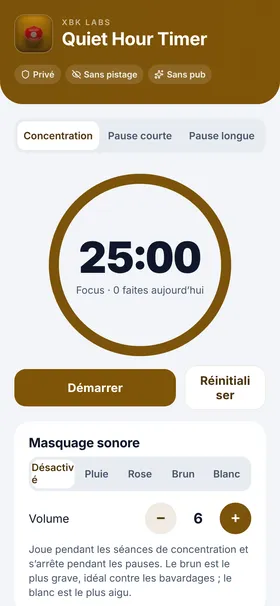 XBK LABS
Quiet Hour Timer
Privé
Sans pistage
Sans pub
Concentration
Pause courte
Pause longue
25:00
Focus · 0 faites aujourd'hui
Démarrer
Réinitiali
ser
Masquage sonore
Désactiv
é
Pluie
Rose
Brun
Blanc
Volume
−
6
+
Joue pendant les séances de concentration et
s'arrête pendant les pauses. Le brun est le
plus grave, idéal contre les bavardages ; le
blanc est le plus aigu.